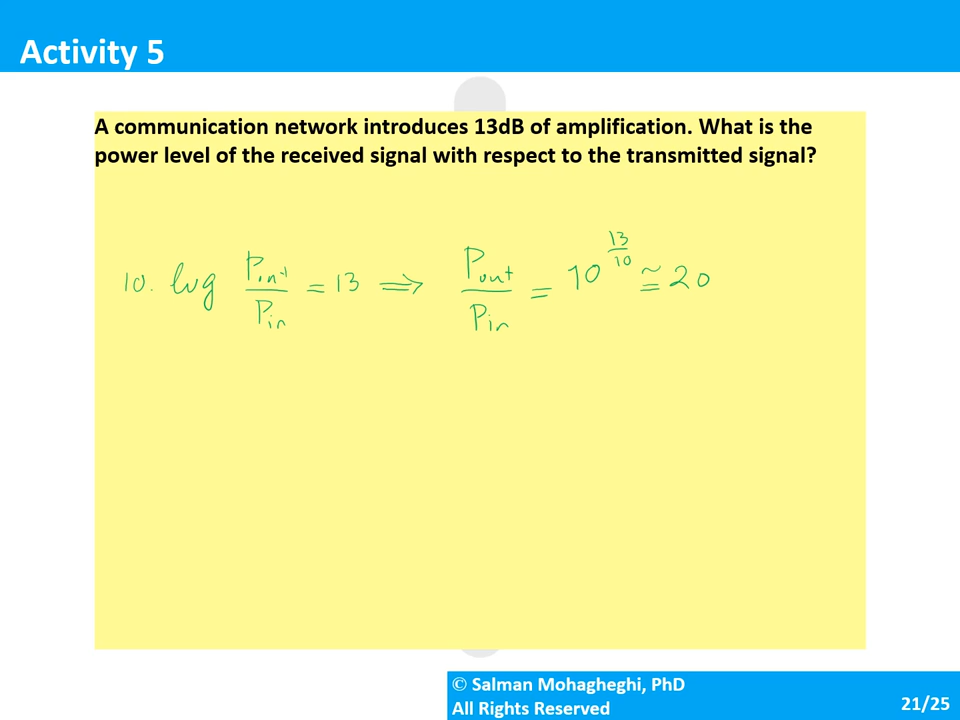 Activity 5
A communication network introduces 13dB of amplification. What is the
power level of the received signal with respect to the transmitted signal?
10. log Pout/Pin = 13 ⟹ Pout/Pin = 10^(13/10) ≅ 20
© Salman Mohagheghi, PhD
All Rights Reserved
21/25